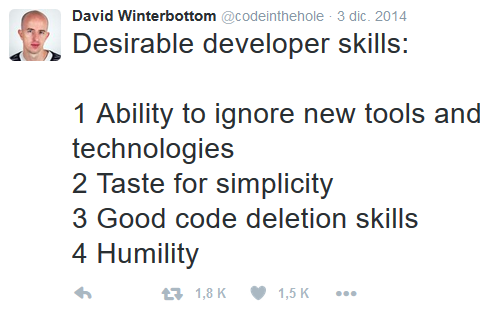 David Winterbottom @codeinthehole · 3 dic. 2014
Desirable developer skills:
1 Ability to ignore new tools and
technologies
2 Taste for simplicity
3 Good code deletion skills
4 Humility
1,8 K 1,5 K